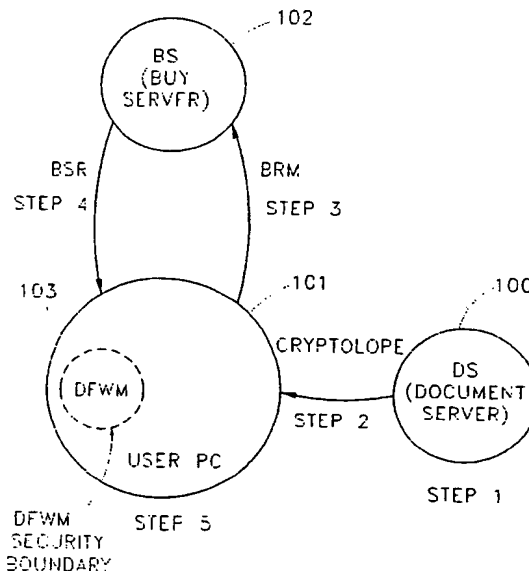 102
BS
(BUY
SERVER)
BSR
STEP 4
BRM
STEP 3
103
101
100
CRYPTOLOPE
DS
(DOCUMENT
SERVER)
STEP 2
STEP 1
DFWM
USER PC
STEP 5
DFWM
SECURITY
BOUNDARY